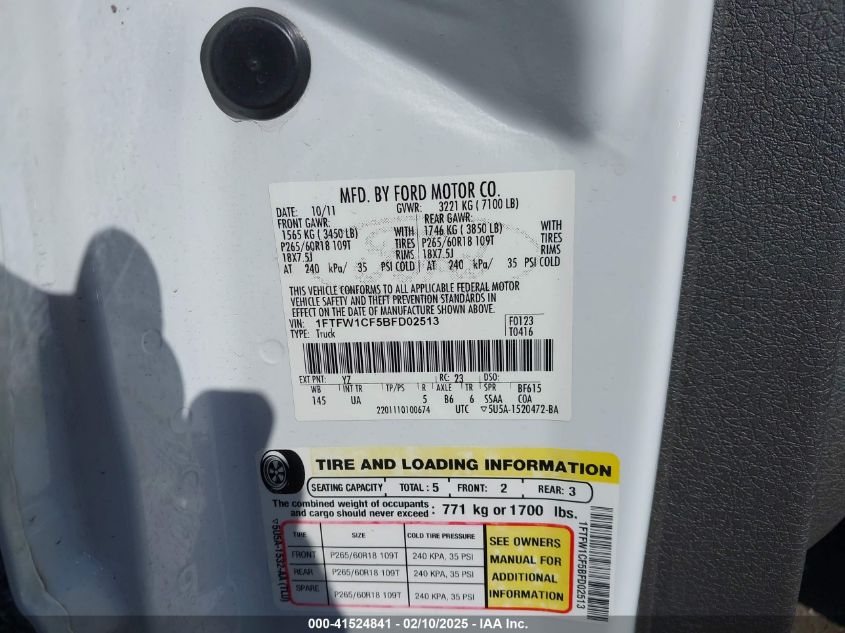 MFD. BY FORD MOTOR CO.
DATE: 10/11 GVWR: 3221 KG ( 7100 LB)
FRONT GAWR: REAR GAWR:
1565 KG ( 3450 LB) WITH 1746 KG ( 3850 LB) WITH
P265/60R18 109T TIRES P265/60R18 109T TIRES
18X7.5J RIMS 18X7.5J RIMS
AT 240 kPa/ 35 PSI COLD AT 240 kPa/ 35 PSI COLD
THIS VEHICLE CONFORMS TO ALL APPLICABLE FEDERAL MOTOR
VEHICLE SAFETY AND THEFT PREVENTION STANDARDS IN
EFFECT ON THE DATE OF MANUFACTURE SHOWN ABOVE.
VIN: 1FTFW1CF5BFD02513 F0123
TYPE: Truck T0416
EXT PNT: YZ RC: 23 DSO:
WB INT TR TP/PS R AXLE TR SPR BF615
145 UA 5 B6 6 SSAA COA
2201110100674 UTC ▽5U5A-1520472-BA
TIRE AND LOADING INFORMATION
SEATING CAPACITY TOTAL : 5 FRONT: 2 REAR: 3
The combined weight of occupants
and cargo should never exceed : 771 kg or 1700 lbs.
TIRE SIZE COLD TIRE PRESSURE
FRONT P265/60R18 109T 240 KPA, 35 PSI
REAR P265/60R18 109T 240 KPA, 35 PSI
SPARE P265/60R18 109T 240 KPA, 35 PSI
SEE OWNERS
MANUAL FOR
ADDITIONAL
INFORMATION
1FTFW1CF5BFD02513
000-41524841 - 02/10/2025 - IAA Inc.